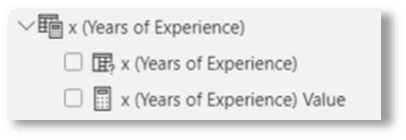 x (Years of Experience)
x (Years of Experience)
x (Years of Experience) Value